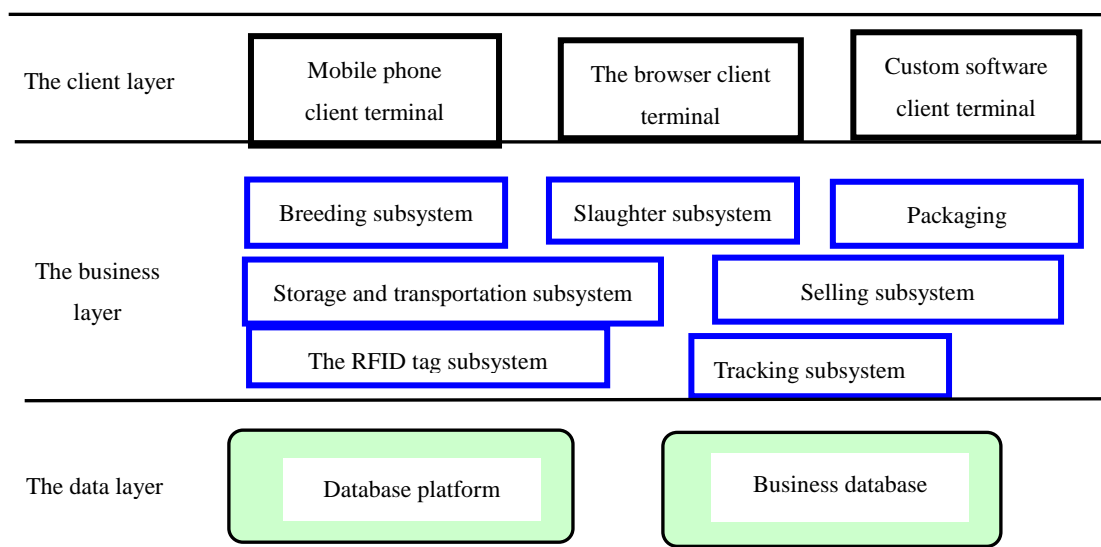 The client layer
Mobile phone
client terminal
The browser client
terminal
Custom software
client terminal
The business
layer
Breeding subsystem
Slaughter subsystem
Packaging
Storage and transportation subsystem
Selling subsystem
The RFID tag subsystem
Tracking subsystem
The data layer
Database platform
Business database